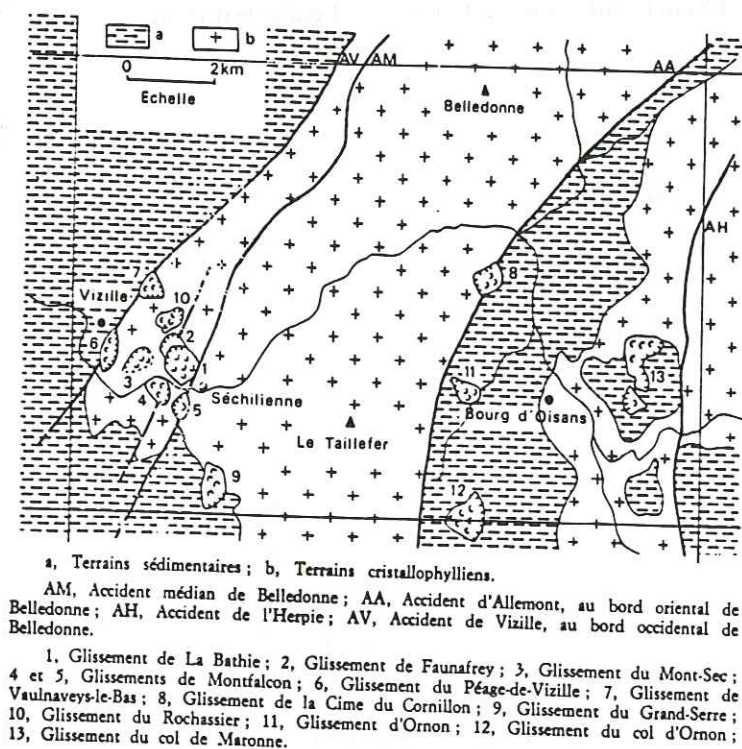 a
b
0 2km
Echelle
AV
AM
AA
Belledonne
AH
7
Vizille
10
8
2
6
1
3
11
13
4
Séchilienne
5
Bourg d'Oisans
Le Taillefer
9
12
a, Terrains sédimentaires ; b, Terrains cristallophylliens.
AM, Accident médian de Belledonne ; AA, Accident d'Allemont, au bord oriental de
Belledonne ; AH, Accident de l'Herpie ; AV, Accident de Vizille, au bord occidental de
Belledonne.
1, Glissement de La Bathie ; 2, Glissement de Faunafrey ; 3, Glissement du Mont-Sec ;
4 et 5, Glissements de Montfalcon ; 6, Glissement du Péage-de-Vizille ; 7, Glissement de
Vaulnaveys-le-Bas ; 8, Glissement de la Cime du Cornillon ; 9, Glissement du Grand-Serre ;
10, Glissement du Rochassier ; 11, Glissement d'Ornon ; 12, Glissement du col d'Ornon ;
13, Glissement du col de Maronne.